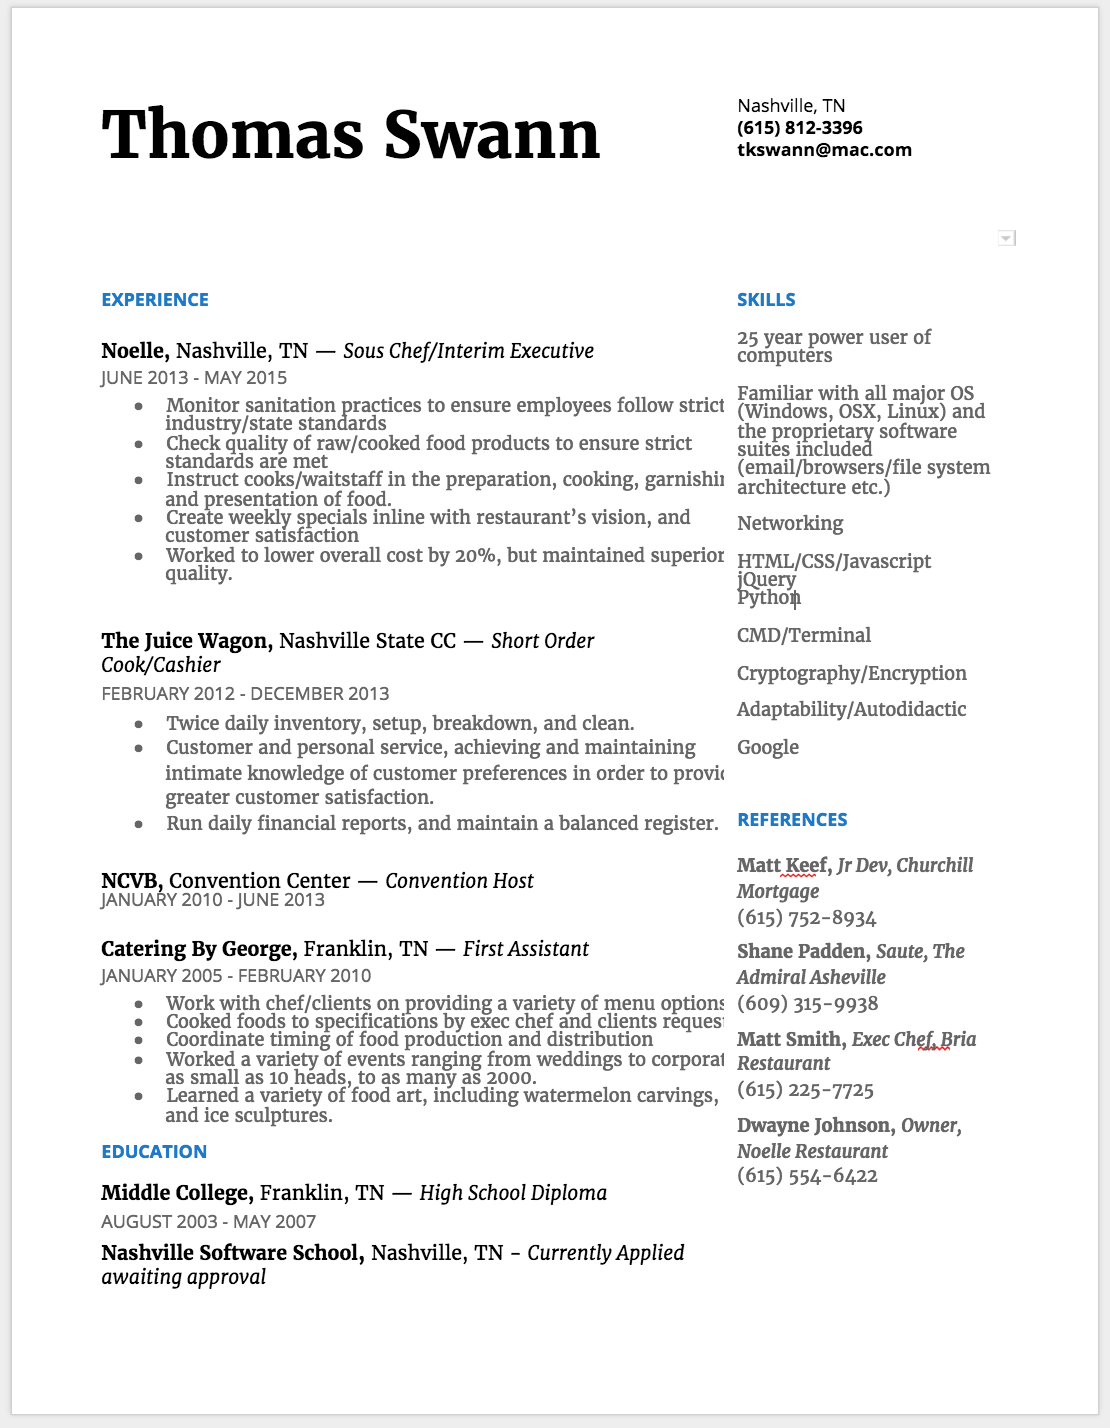 Thomas Swann
Nashville, TN
(615) 812-3396
tkswann@mac.com
EXPERIENCE
Noelle, Nashville, TN — Sous Chef/Interim Executive
JUNE 2013 - MAY 2015
● Monitor sanitation practices to ensure employees follow strict
industry/state standards
● Check quality of raw/cooked food products to ensure strict
standards are met
● Instruct cooks/waitstaff in the preparation, cooking, garnishin
and presentation of food.
● Create weekly specials inline with restaurant’s vision, and
customer satisfaction
● Worked to lower overall cost by 20%, but maintained superior
quality.
The Juice Wagon, Nashville State CC — Short Order
Cook/Cashier
FEBRUARY 2012 - DECEMBER 2013
● Twice daily inventory, setup, breakdown, and clean.
● Customer and personal service, achieving and maintaining
intimate knowledge of customer preferences in order to provid
greater customer satisfaction.
● Run daily financial reports, and maintain a balanced register.
NCVB, Convention Center — Convention Host
JANUARY 2010 - JUNE 2013
Catering By George, Franklin, TN — First Assistant
JANUARY 2005 - FEBRUARY 2010
● Work with chef/clients on providing a variety of menu options
● Cooked foods to specifications by exec chef and clients request
● Coordinate timing of food production and distribution
● Worked a variety of events ranging from weddings to corporat
as small as 10 heads, to as many as 2000.
● Learned a variety of food art, including watermelon carvings,
and ice sculptures.
EDUCATION
Middle College, Franklin, TN — High School Diploma
AUGUST 2003 - MAY 2007
Nashville Software School, Nashville, TN - Currently Applied
awaiting approval
SKILLS
25 year power user of
computers
Familiar with all major OS
(Windows, OSX, Linux) and
the proprietary software
suites included
(email/browsers/file system
architecture etc.)
Networking
HTML/CSS/Javascript
jQuery
Python
CMD/Terminal
Cryptography/Encryption
Adaptability/Autodidactic
Google
REFERENCES
Matt Keef, Jr Dev, Churchill
Mortgage
(615) 752-8934
Shane Padden, Saute, The
Admiral Asheville
(609) 315-9938
Matt Smith, Exec Chef, Bria
Restaurant
(615) 225-7725
Dwayne Johnson, Owner,
Noelle Restaurant
(615) 554-6422